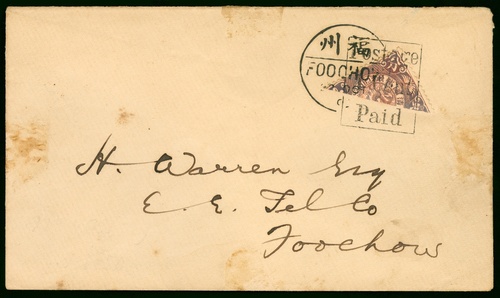 福州
FOOCHOW
Postage
Paid
H. Warren Esq
E. E. Tel Co
Foochow